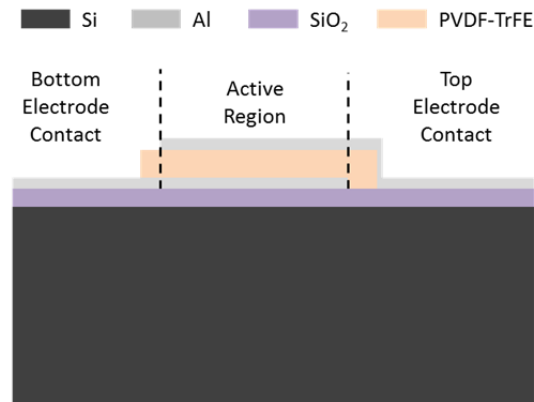 Si
Al
SiO₂
PVDF-TrFE
Bottom
Electrode
Contact
Active
Region
Top
Electrode
Contact